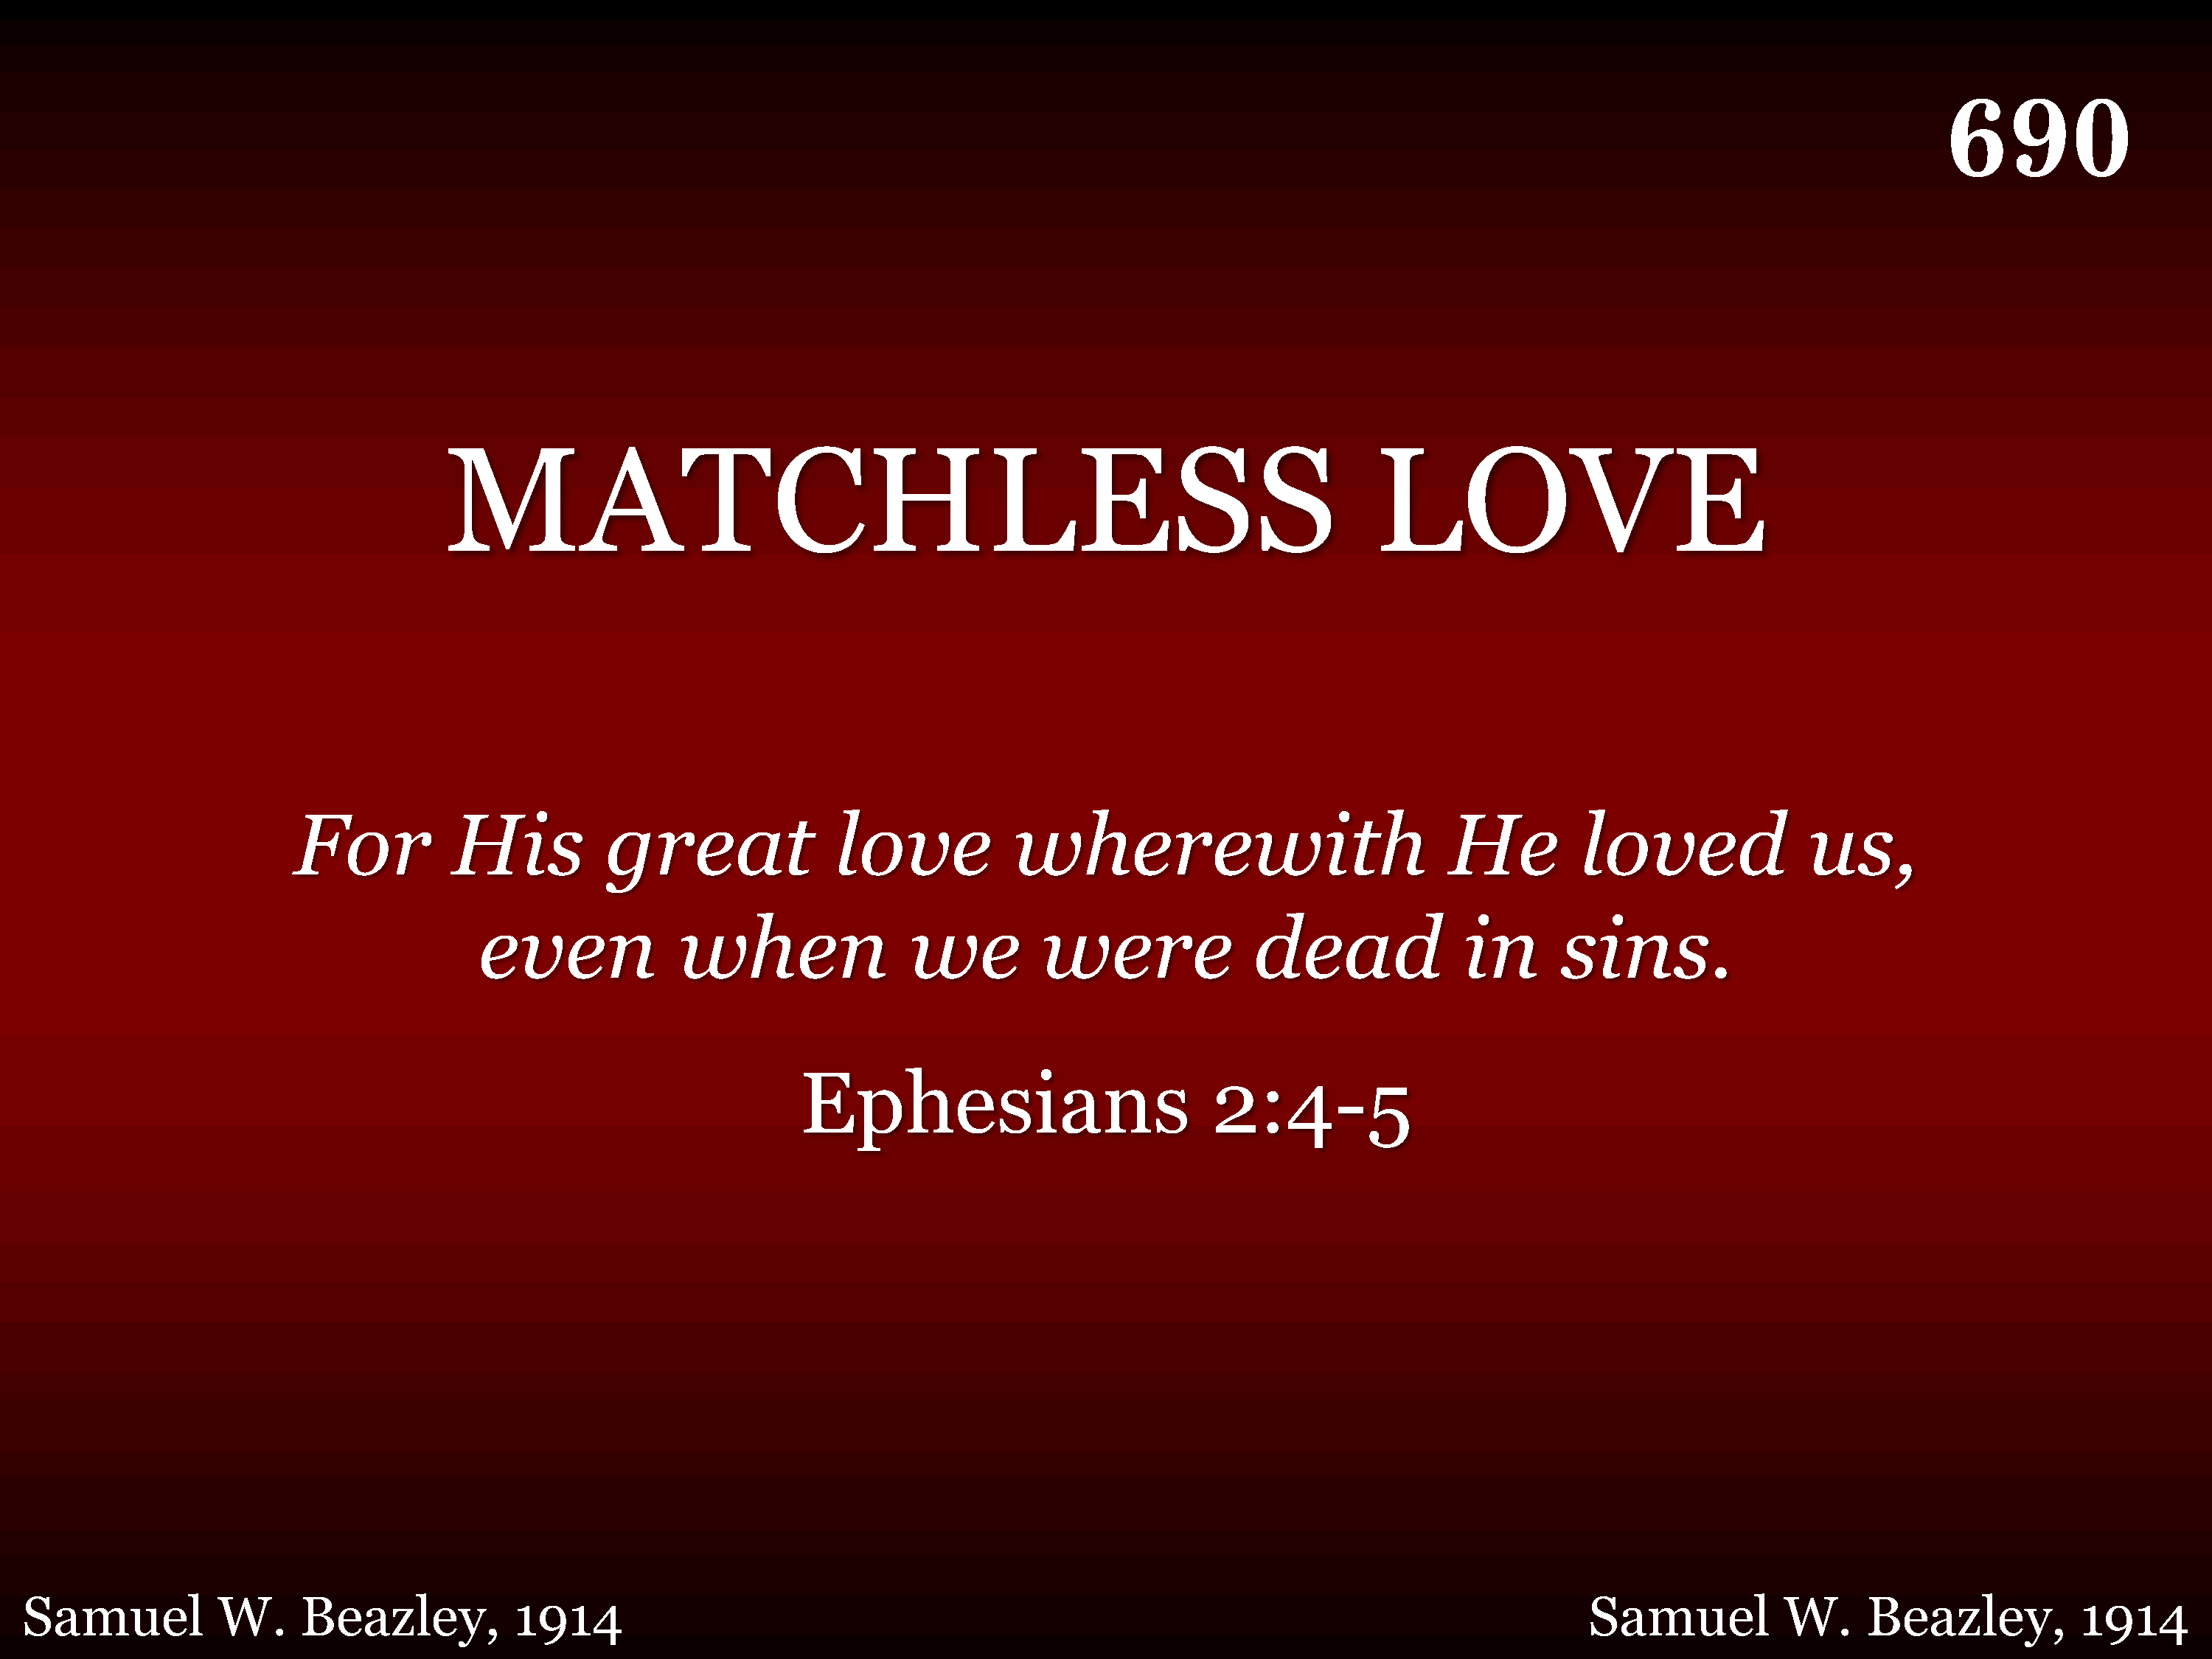 690
MATCHLESS LOVE
For His great love wherewith He loved us,
even when we were dead in sins.
Ephesians 2:4-5
Samuel W. Beazley, 1914
Samuel W. Beazley, 1914